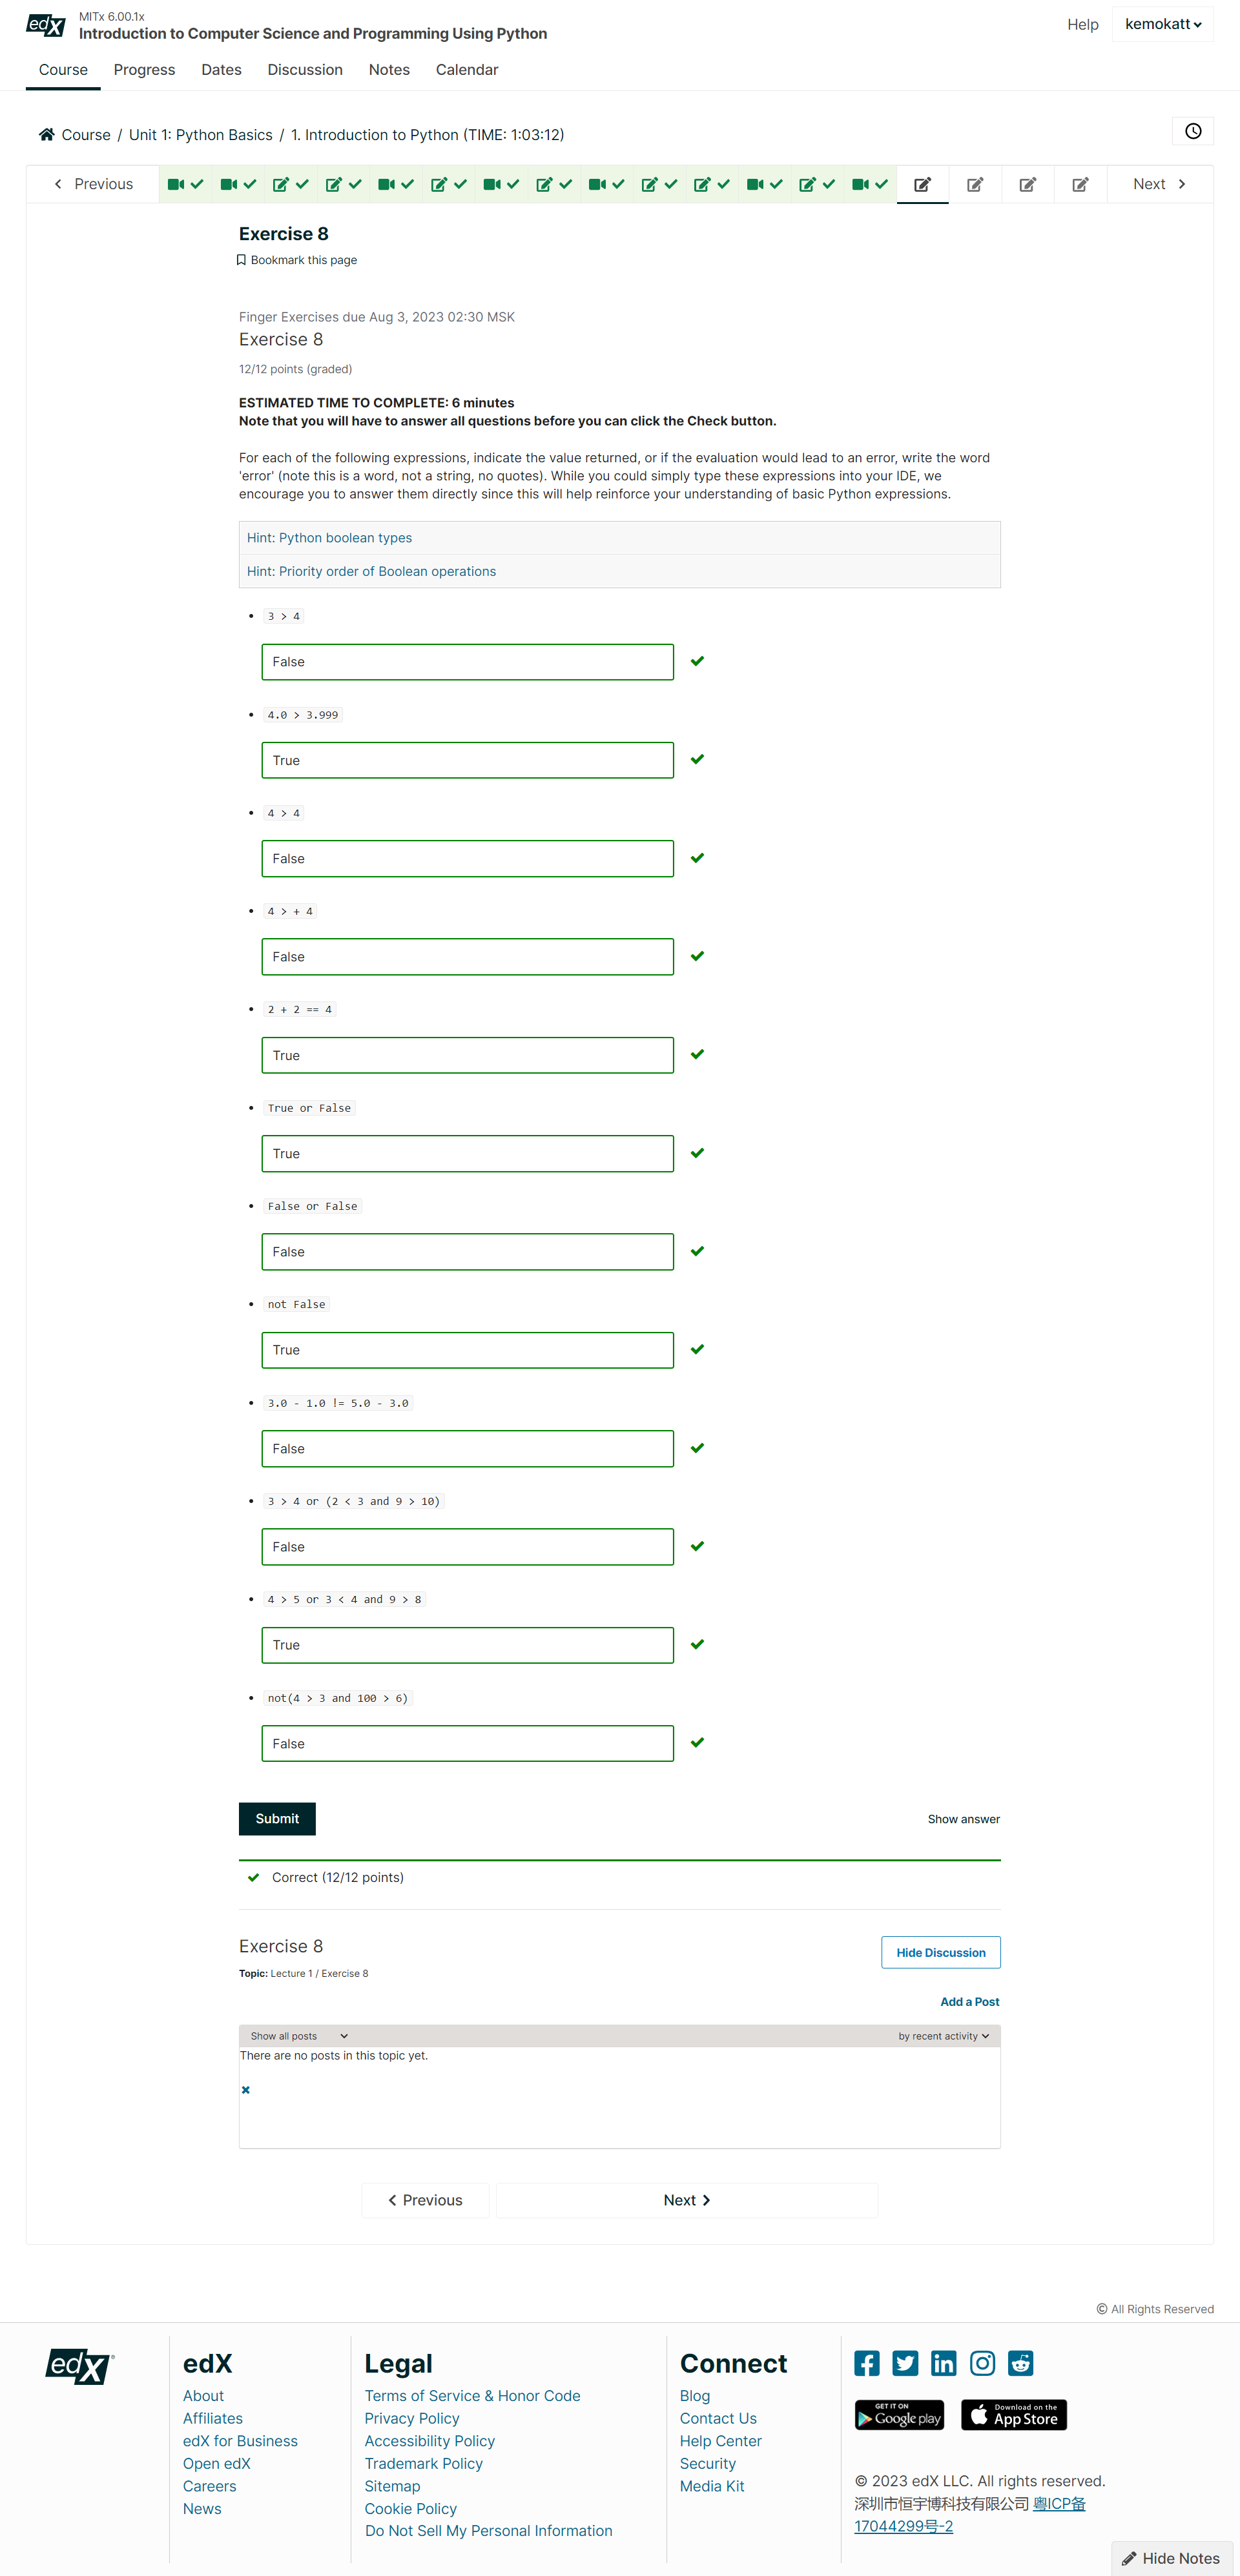 edX
MITx 6.00.1x
Introduction to Computer Science and Programming Using Python
Help
kemokatt
Course
Progress
Dates
Discussion
Notes
Calendar
Course / Unit 1: Python Basics / 1. Introduction to Python (TIME: 1:03:12)
Previous
Next
Exercise 8
Bookmark this page
Finger Exercises due Aug 3, 2023 02:30 MSK
Exercise 8
12/12 points (graded)
ESTIMATED TIME TO COMPLETE: 6 minutes
Note that you will have to answer all questions before you can click the Check button.
For each of the following expressions, indicate the value returned, or if the evaluation would lead to an error, write the word
'error' (note this is a word, not a string, no quotes). While you could simply type these expressions into your IDE, we
encourage you to answer them directly since this will help reinforce your understanding of basic Python expressions.
Hint: Python boolean types
Hint: Priority order of Boolean operations
3 > 4
False
4.0 > 3.999
True
4 > 4
False
4 > + 4
False
2 + 2 == 4
True
True or False
True
False or False
False
not False
True
3.0 - 1.0 != 5.0 - 3.0
False
3 > 4 or (2 < 3 and 9 > 10)
False
4 > 5 or 3 < 4 and 9 > 8
True
not(4 > 3 and 100 > 6)
False
Submit
Show answer
Correct (12/12 points)
Exercise 8
Hide Discussion
Topic: Lecture 1 / Exercise 8
Add a Post
Show all posts
by recent activity
There are no posts in this topic yet.
Previous
Next
© All Rights Reserved
edX
edX
About
Affiliates
edX for Business
Open edX
Careers
News
Legal
Terms of Service & Honor Code
Privacy Policy
Accessibility Policy
Trademark Policy
Sitemap
Cookie Policy
Do Not Sell My Personal Information
Connect
Blog
Contact Us
Help Center
Security
Media Kit
GET IT ON
Google play
Download on the
App Store
© 2023 edX LLC. All rights reserved.
深圳市恒宇博科技有限公司 粤ICP备
17044299号-2
Hide Notes